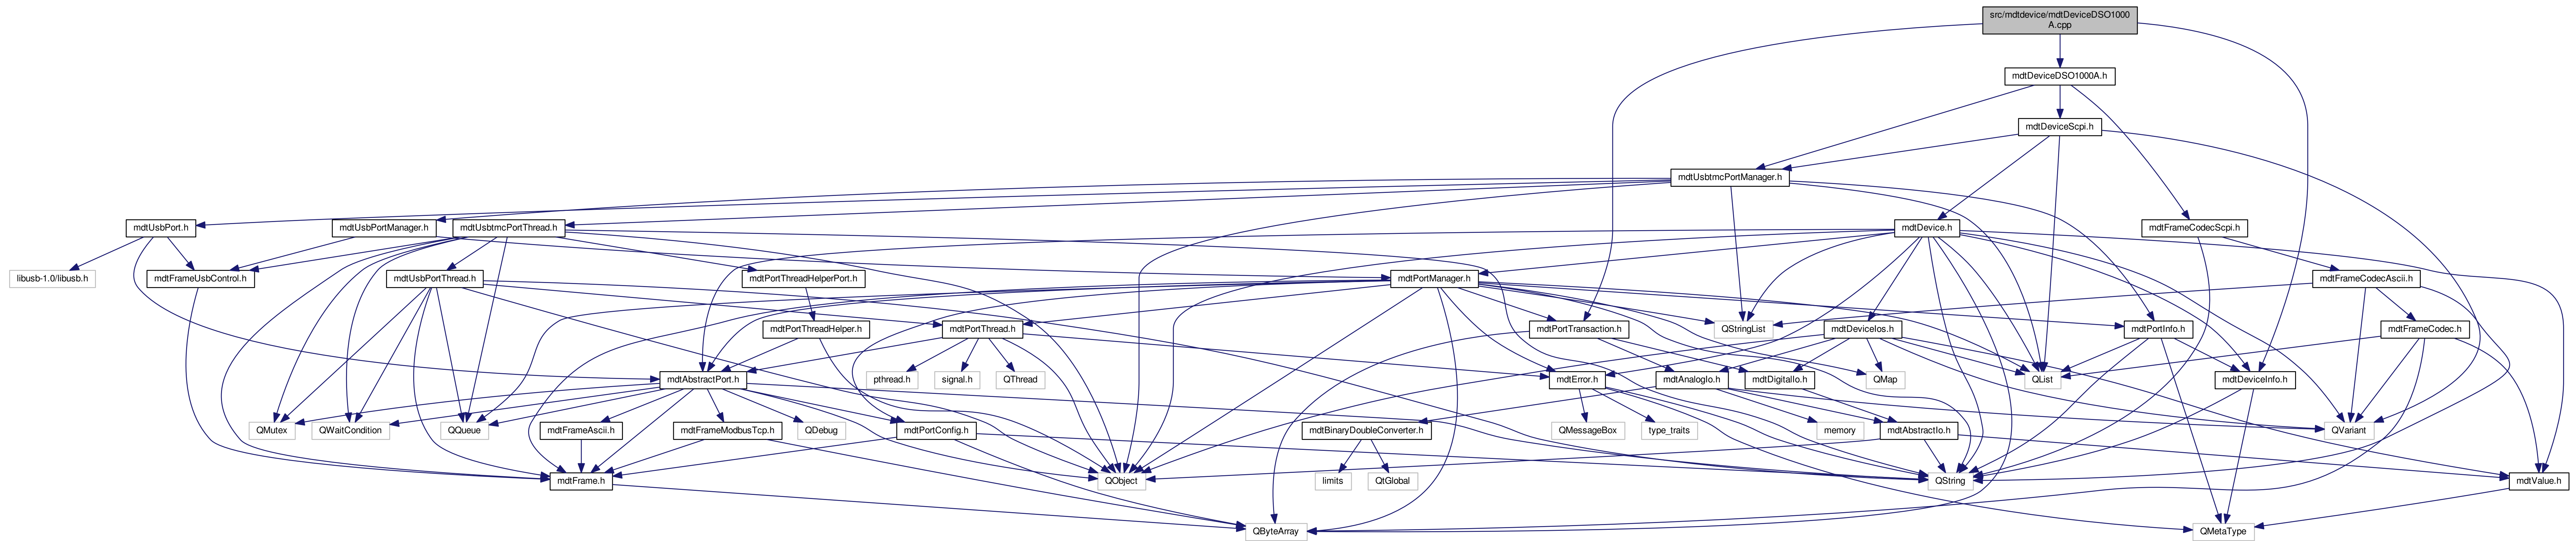 src/mdtdevice/mdtDeviceDSO1000
A.cpp
mdtDeviceDSO1000A.h
mdtDeviceScpi.h
mdtUsbtmcPortManager.h
mdtUsbPort.h
mdtUsbPortManager.h
mdtUsbtmcPortThread.h
mdtDevice.h
mdtFrameCodecScpi.h
libusb-1.0/libusb.h
mdtFrameUsbControl.h
mdtUsbPortThread.h
mdtPortThreadHelperPort.h
mdtPortManager.h
mdtFrameCodecAscii.h
mdtPortThreadHelper.h
mdtPortThread.h
mdtPortTransaction.h
QStringList
mdtDeviceIos.h
mdtPortInfo.h
mdtFrameCodec.h
mdtAbstractPort.h
pthread.h
signal.h
QThread
mdtError.h
mdtAnalogIo.h
mdtDigitalIo.h
QMap
QList
mdtDeviceInfo.h
QMutex
QWaitCondition
QQueue
mdtFrameAscii.h
mdtFrameModbusTcp.h
QDebug
mdtPortConfig.h
mdtBinaryDoubleConverter.h
QMessageBox
type_traits
memory
mdtAbstractIo.h
QVariant
mdtFrame.h
QObject
limits
QtGlobal
QString
mdtValue.h
QByteArray
QMetaType